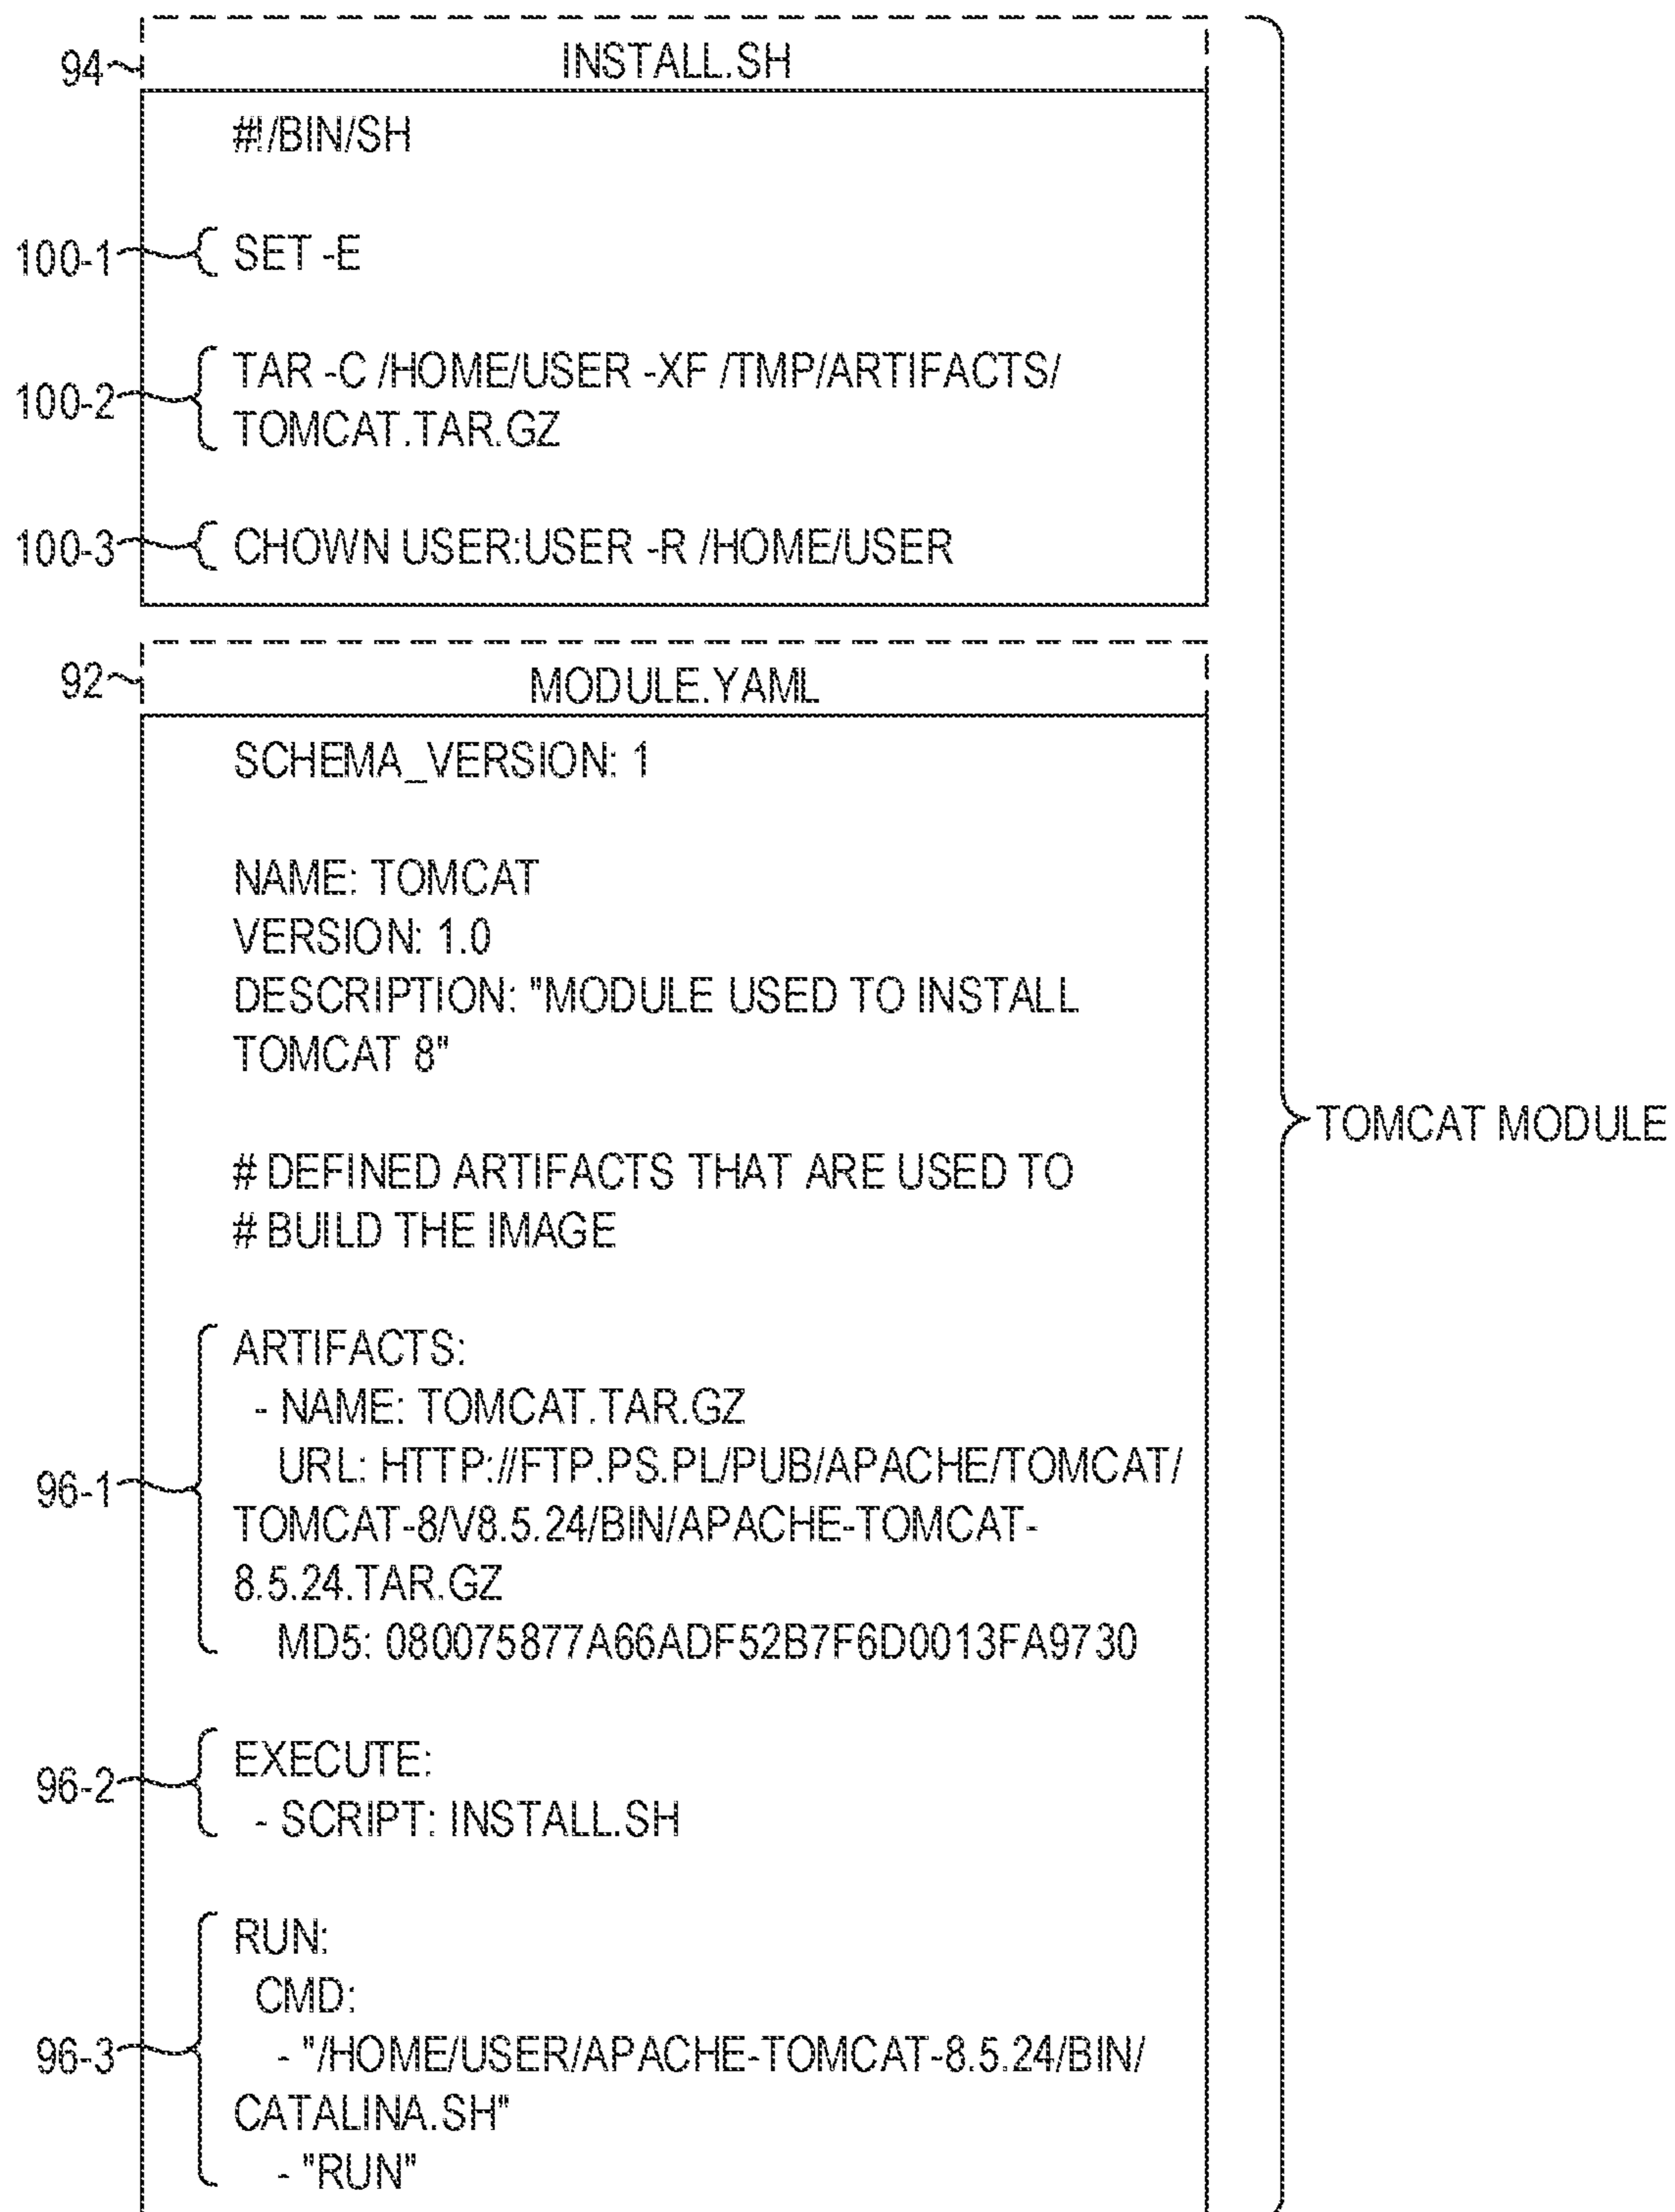 94
INSTALL.SH
#!/BIN/SH
100-1
SET -E
100-2
TAR -C /HOME/USER -XF /TMP/ARTIFACTS/
TOMCAT.TAR.GZ
100-3
CHOWN USER:USER -R /HOME/USER
92
MODULE.YAML
SCHEMA_VERSION: 1
NAME: TOMCAT
VERSION: 1.0
DESCRIPTION: "MODULE USED TO INSTALL
TOMCAT 8"
TOMCAT MODULE
# DEFINED ARTIFACTS THAT ARE USED TO
# BUILD THE IMAGE
96-1
ARTIFACTS:
- NAME: TOMCAT.TAR.GZ
URL: HTTP://FTP.PS.PL/PUB/APACHE/TOMCAT/
TOMCAT-8/V8.5.24/BIN/APACHE-TOMCAT-
8.5.24.TAR.GZ
MD5: 080075877A66ADF52B7F6D0013FA9730
96-2
EXECUTE:
- SCRIPT: INSTALL.SH
96-3
RUN:
CMD:
- "/HOME/USER/APACHE-TOMCAT-8.5.24/BIN/
CATALINA.SH"
- "RUN"